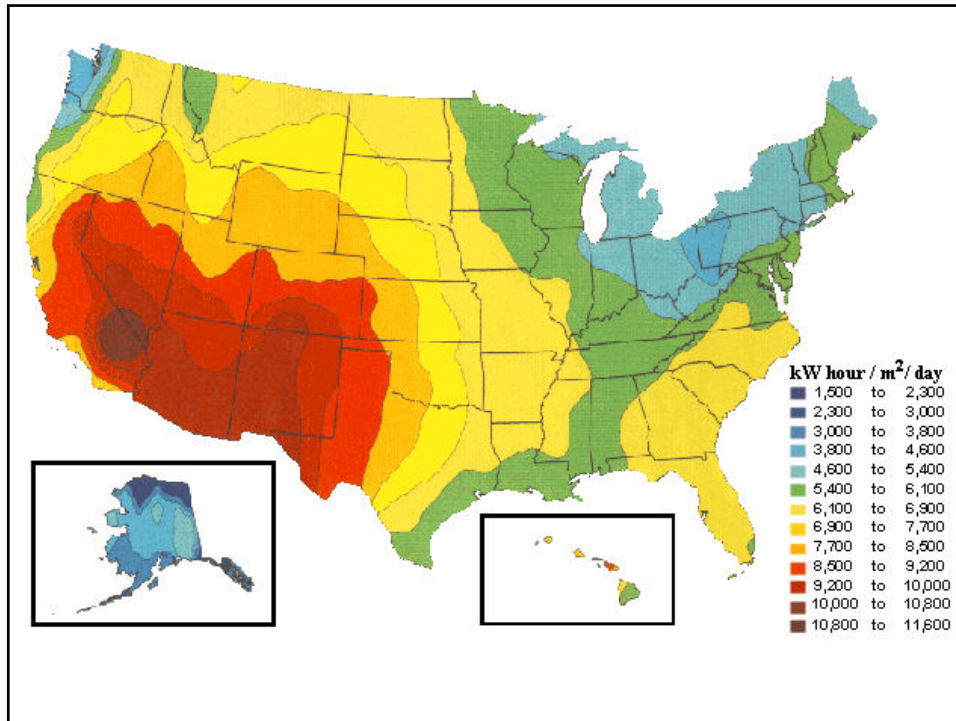 kW hour / m²/ day
1,500 to 2,300
2,300 to 3,000
3,000 to 3,800
3,800 to 4,600
4,600 to 5,400
5,400 to 6,100
6,100 to 6,900
6,900 to 7,700
7,700 to 8,500
8,500 to 9,200
9,200 to 10,000
10,000 to 10,800
10,800 to 11,600